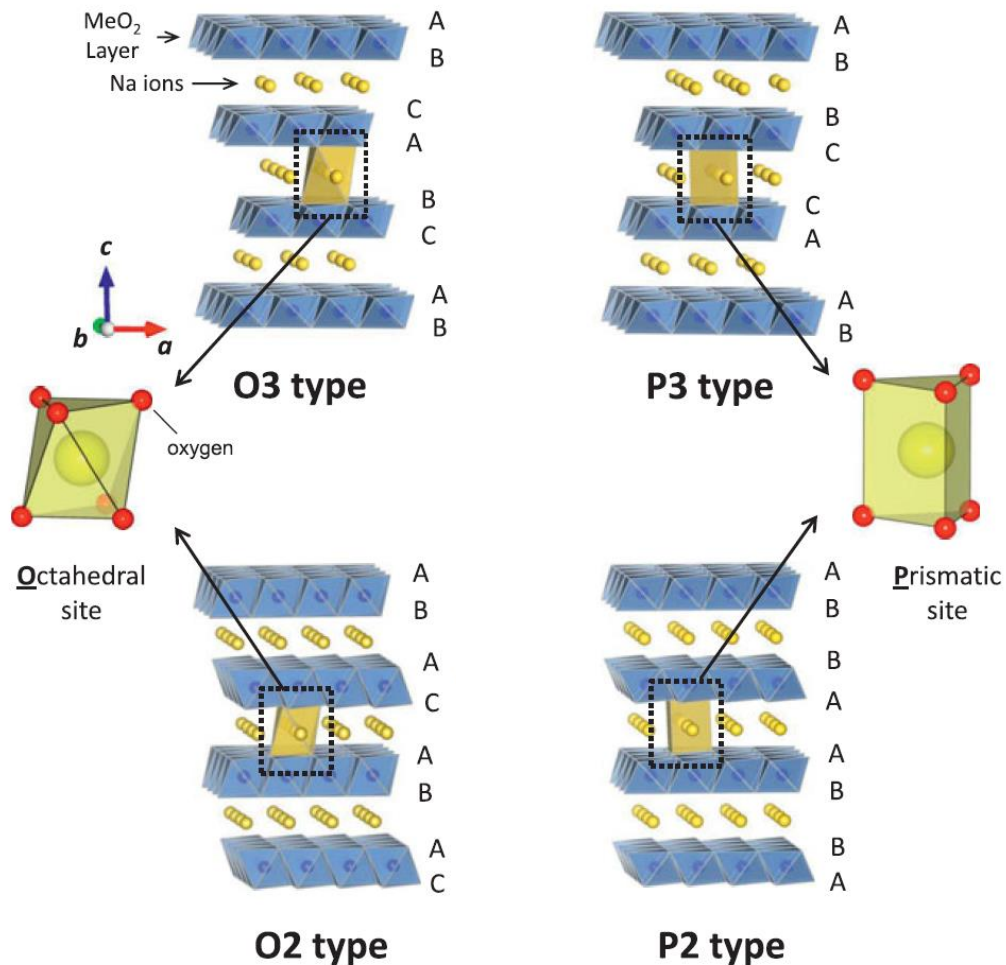 MeO2
Layer
Na ions
A
B
C
A
B
C
A
B
A
B
B
C
C
A
A
B
c
b
a
O3 type
P3 type
oxygen
Octahedral
site
Prismatic
site
A
B
A
C
A
B
A
C
A
B
B
A
A
B
B
A
O2 type
P2 type